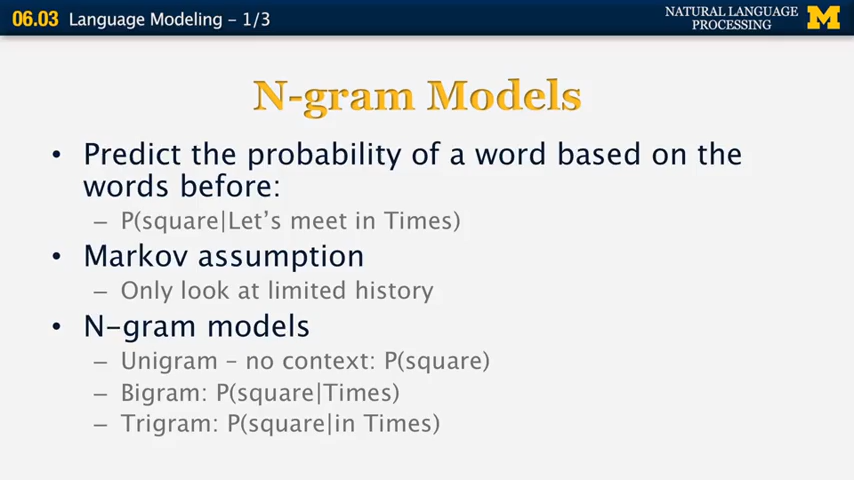 06.03 Language Modeling – 1/3
NATURAL LANGUAGE
PROCESSING
M
N-gram Models
• Predict the probability of a word based on the
words before:
– P(square|Let’s meet in Times)
• Markov assumption
– Only look at limited history
• N-gram models
– Unigram – no context: P(square)
– Bigram: P(square|Times)
– Trigram: P(square|in Times)